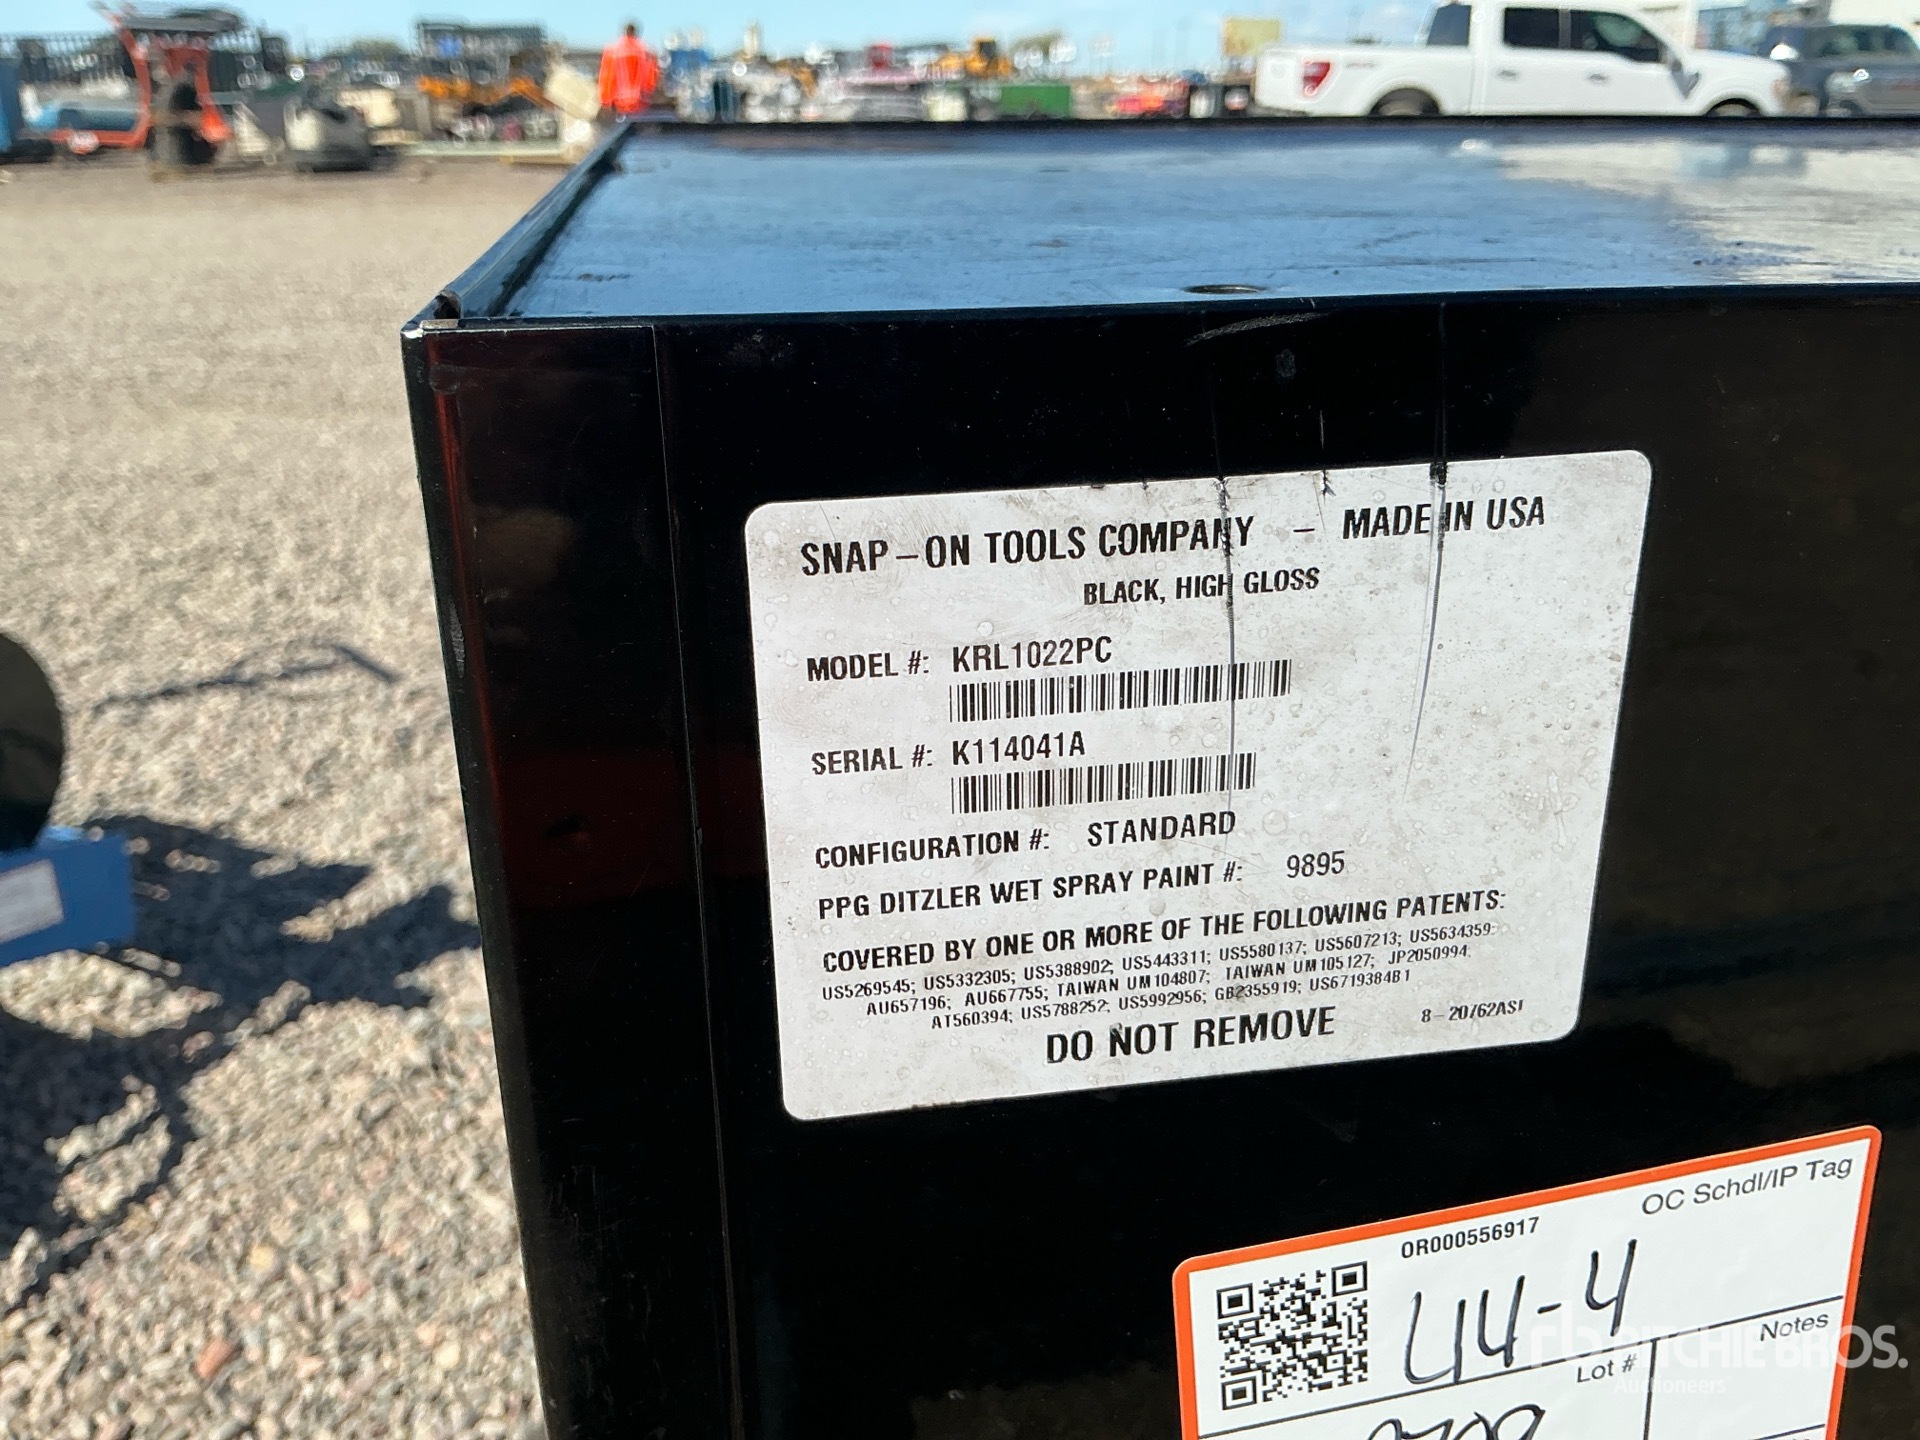 SNAP-ON TOOLS COMPANY - MADE IN USA
BLACK, HIGH GLOSS
MODEL #: KRL1022PC
SERIAL #: K114041A
CONFIGURATION #: STANDARD
PPG DITZLER WET SPRAY PAINT #: 9895
COVERED BY ONE OR MORE OF THE FOLLOWING PATENTS:
US5269545; US5332305; US5388902; US5443311; US5580137; US5607213; US5634359;
AU657196; AU667755; TAIWAN UM104807; TAIWAN UM105127; JP2050994;
AT560394; US5788252; US5992956; GB2355919; US6719384B1
DO NOT REMOVE
8-20762AS1
OC Schdl/IP Tag
OR000556917
44-4
Notes
Lot #
rb RITCHIE BROS.
Auctioneers